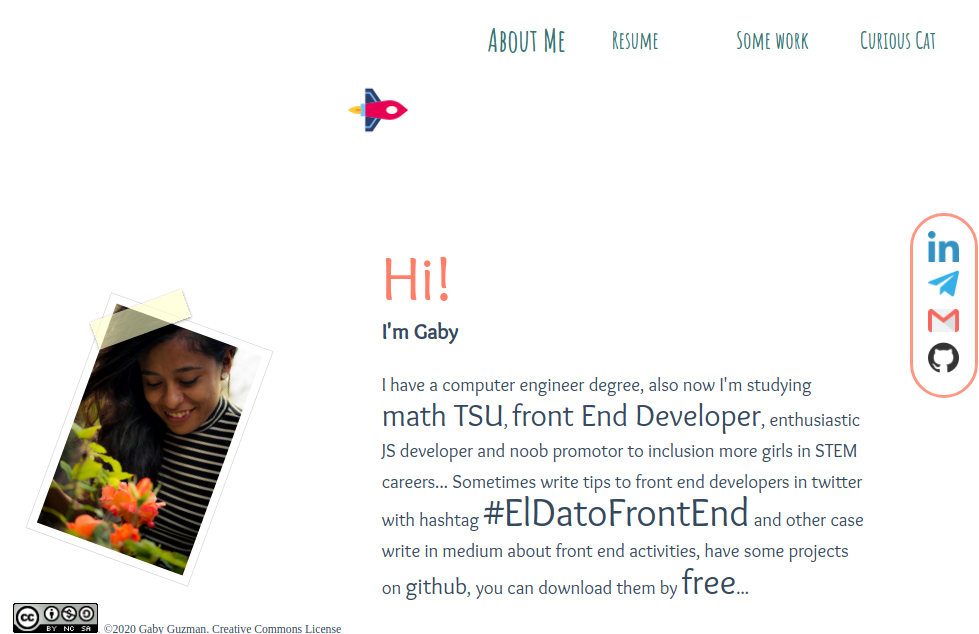 About Me Resume Some work Curious Cat
Hi!
in
I'm Gaby
I have a computer engineer degree, also now I'm studying
math TSU, front End Developer, enthusiastic
JS developer and noob promotor to inclusion more girls in STEM
careers... Sometimes write tips to front end developers in twitter
with hashtag #ElDatoFrontEnd and other case
write in medium about front end activities, have some projects
on github, you can download them by free...
cc BY NC SA ©2020 Gaby Guzman. Creative Commons License